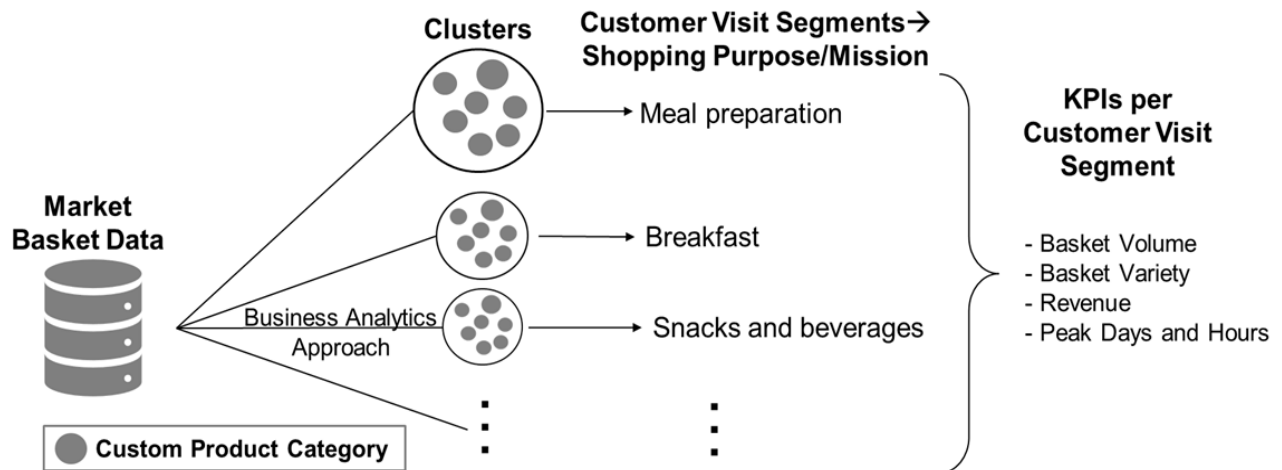 Clusters
Customer Visit Segments→
Shopping Purpose/Mission
Meal preparation
KPIs per
Customer Visit
Segment
Market
Basket Data
Breakfast
- Basket Volume
- Basket Variety
- Revenue
- Peak Days and Hours
Business Analytics
Approach
Snacks and beverages
Custom Product Category